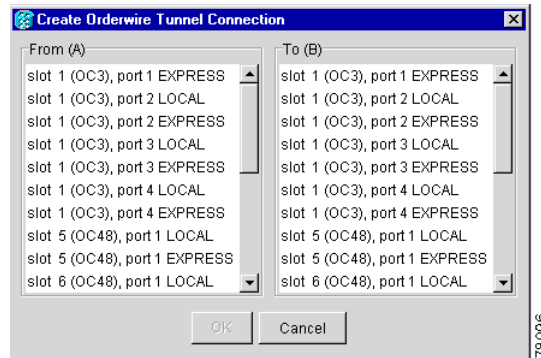 Create Orderwire Tunnel Connection
From (A)
slot 1 (OC3), port 1 EXPRESS
slot 1 (OC3), port 2 LOCAL
slot 1 (OC3), port 2 EXPRESS
slot 1 (OC3), port 3 LOCAL
slot 1 (OC3), port 3 EXPRESS
slot 1 (OC3), port 4 LOCAL
slot 1 (OC3), port 4 EXPRESS
slot 5 (OC48), port 1 LOCAL
slot 5 (OC48), port 1 EXPRESS
slot 6 (OC48), port 1 LOCAL
To (B)
slot 1 (OC3), port 1 EXPRESS
slot 1 (OC3), port 2 LOCAL
slot 1 (OC3), port 2 EXPRESS
slot 1 (OC3), port 3 LOCAL
slot 1 (OC3), port 3 EXPRESS
slot 1 (OC3), port 4 LOCAL
slot 1 (OC3), port 4 EXPRESS
slot 5 (OC48), port 1 LOCAL
slot 5 (OC48), port 1 EXPRESS
slot 6 (OC48), port 1 LOCAL
OK
Cancel